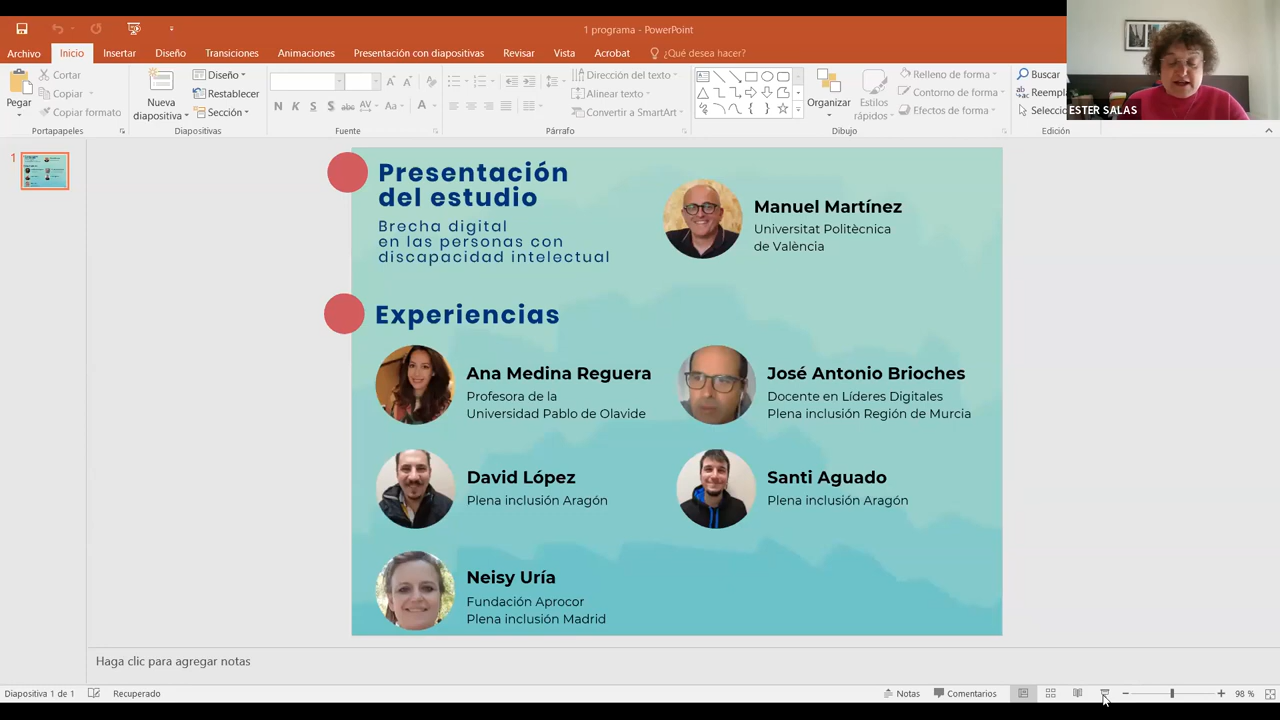 1 programa - PowerPoint
Archivo
Inicio
Insertar
Diseño
Transiciones
Animaciones
Presentación con diapositivas
Revisar
Vista
Acrobat
¿Qué desea hacer?
Pegar
Cortar
Copiar
Copiar formato
Portapapeles
Nueva
diapositiva
Diseño
Restablecer
Sección
Diapositivas
N K S S abc AV Aa A
Fuente
Dirección del texto
Alinear texto
Convertir a SmartArt
Párrafo
Organizar
Estilos
rápidos
Relleno de forma
Contorno de forma
Efectos de forma
Dibujo
Buscar
Reempl
Selecci
Edición
ESTER SALAS
1
Presentación
del estudio
Brecha digital
en las personas con
discapacidad intelectual
Manuel Martínez
Universitat Politècnica
de València
Experiencias
Ana Medina Reguera
Profesora de la
Universidad Pablo de Olavide
José Antonio Brioches
Docente en Líderes Digitales
Plena inclusión Región de Murcia
David López
Plena inclusión Aragón
Santi Aguado
Plena inclusión Aragón
Neisy Uría
Fundación Aprocor
Plena inclusión Madrid
Haga clic para agregar notas
Diapositiva 1 de 1
Recuperado
Notas
Comentarios
98 %